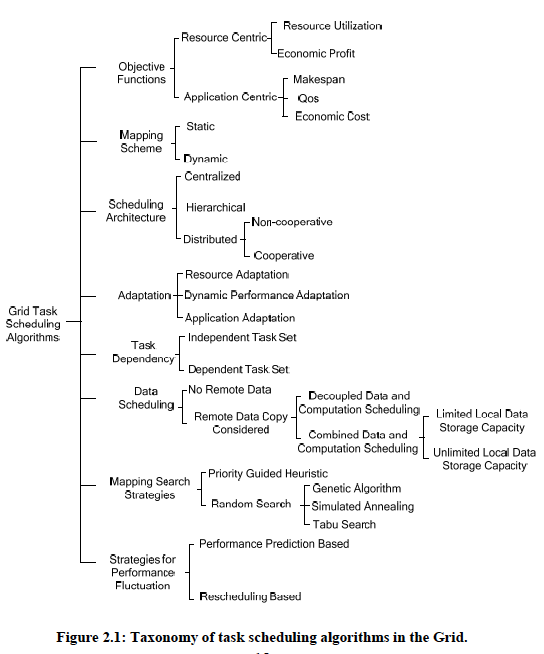 Resource Utilization
Resource Centric
Economic Profit
Objective
Functions
Makespan
Application Centric
Qos
Economic Cost
Static
Mapping
Scheme
Dynamic
Centralized
Scheduling
Architecture
Hierarchical
Non-cooperative
Distributed
Cooperative
Resource Adaptation
Adaptation
Dynamic Performance Adaptation
Application Adaptation
Grid Task
Scheduling
Algorithms
Independent Task Set
Task
Dependency
Dependent Task Set
Data
Scheduling
No Remote Data
Remote Data Copy
Considered
Decoupled Data and
Computation Scheduling
Combined Data and
Computation Scheduling
Limited Local Data
Storage Capacity
Unlimited Local Data
Storage Capacity
Mapping Search
Strategies
Priority Guided Heuristic
Random Search
Genetic Algorithm
Simulated Annealing
Tabu Search
Strategies for
Performance
Fluctuation
Performance Prediction Based
Rescheduling Based
Figure 2.1: Taxonomy of task scheduling algorithms in the Grid.